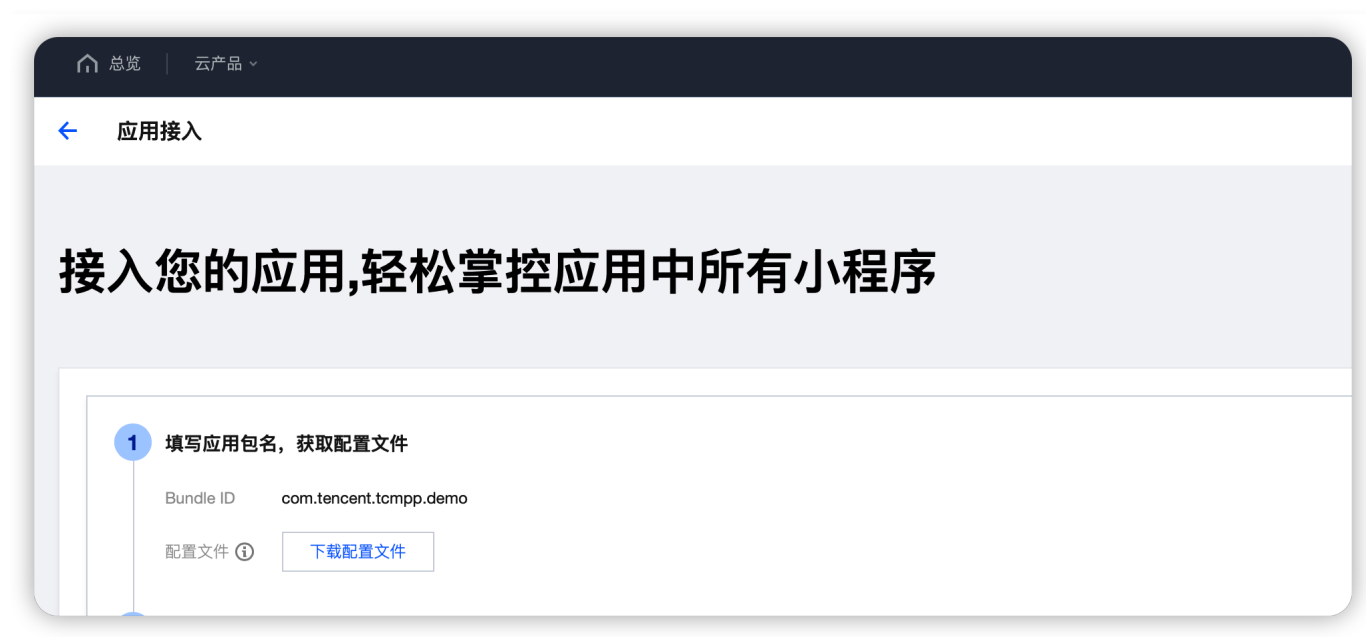 总览
云产品
应用接入
接入您的应用,轻松掌控应用中所有小程序
1 填写应用包名，获取配置文件
Bundle ID com.tencent.tcmpp.demo
配置文件 下载配置文件